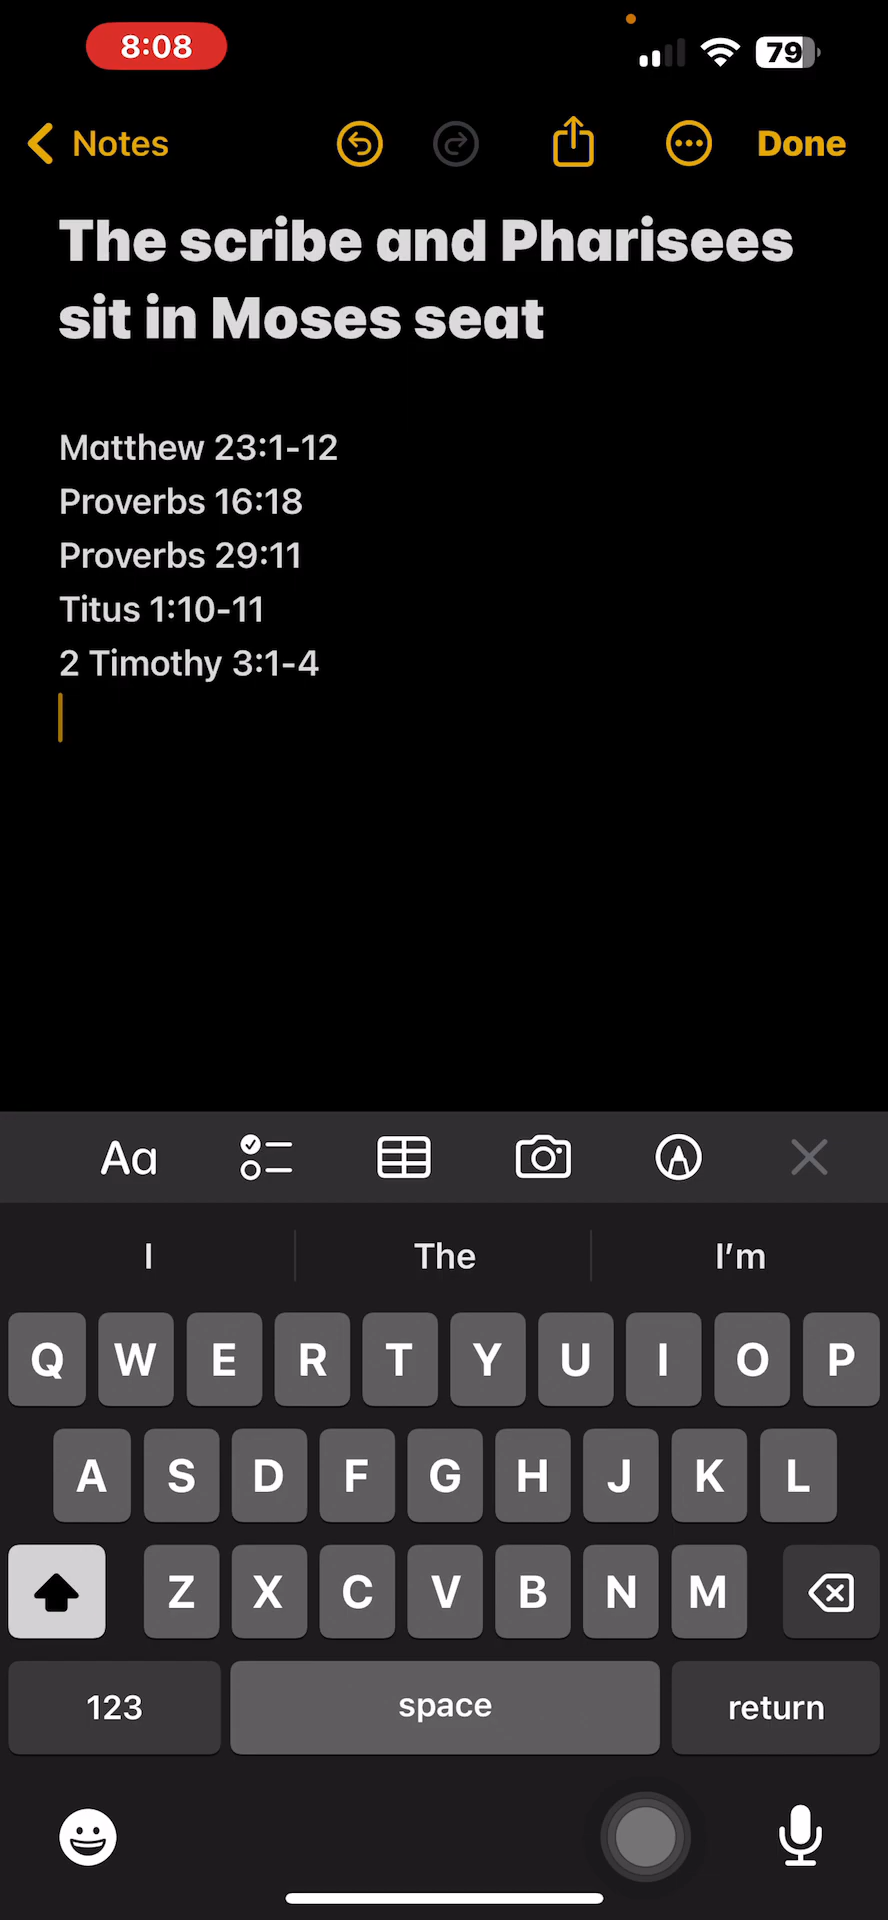 8:08
79
Notes
Done
The scribe and Pharisees
sit in Moses seat
Matthew 23:1-12
Proverbs 16:18
Proverbs 29:11
Titus 1:10-11
2 Timothy 3:1-4
Aa
I The I'm
Q W E R T Y U I O P
A S D F G H J K L
Z X C V B N M
123 space return